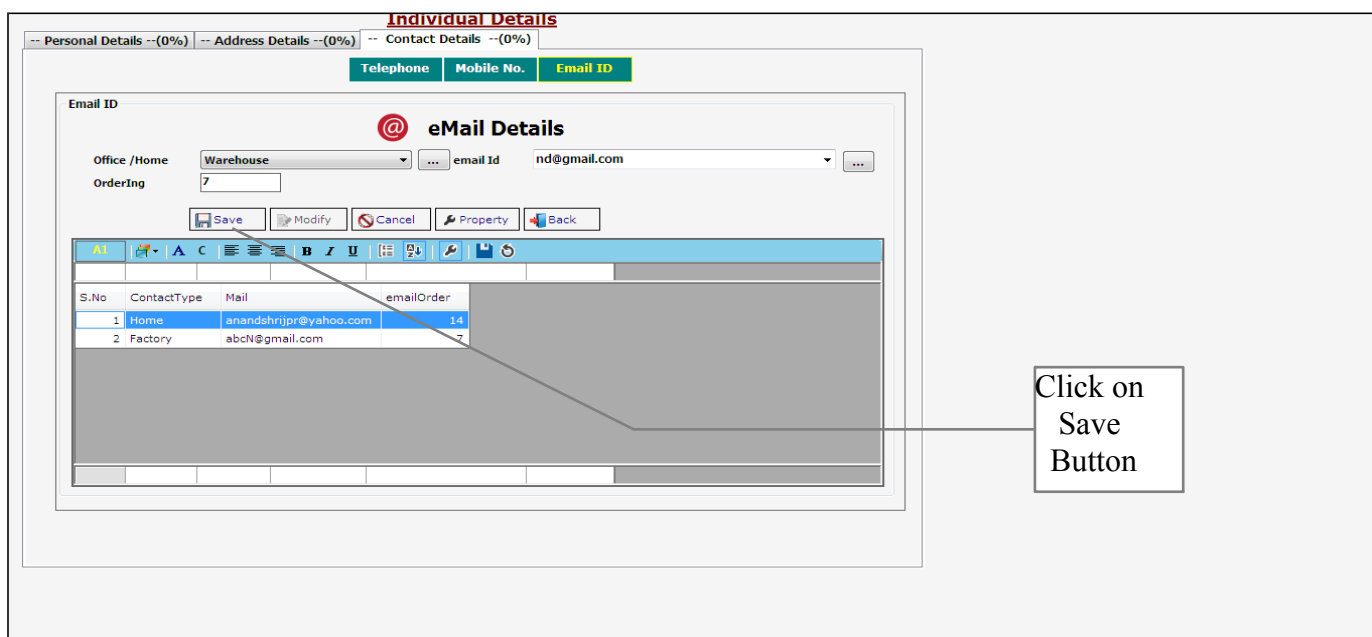 Individual Details
-- Personal Details --(0%) -- Address Details --(0%) -- Contact Details --(0%)
Telephone Mobile No. Email ID
Email ID
@ eMail Details
Office /Home Warehouse ... email Id nd@gmail.com ...
OrderIng 7
Save Modify Cancel Property Back
A1 A C B I U A Z
S.No ContactType Mail emailOrder
1 Home anandshrijpr@yahoo.com 14
2 Factory abcN@gmail.com 7
Click on
Save
Button